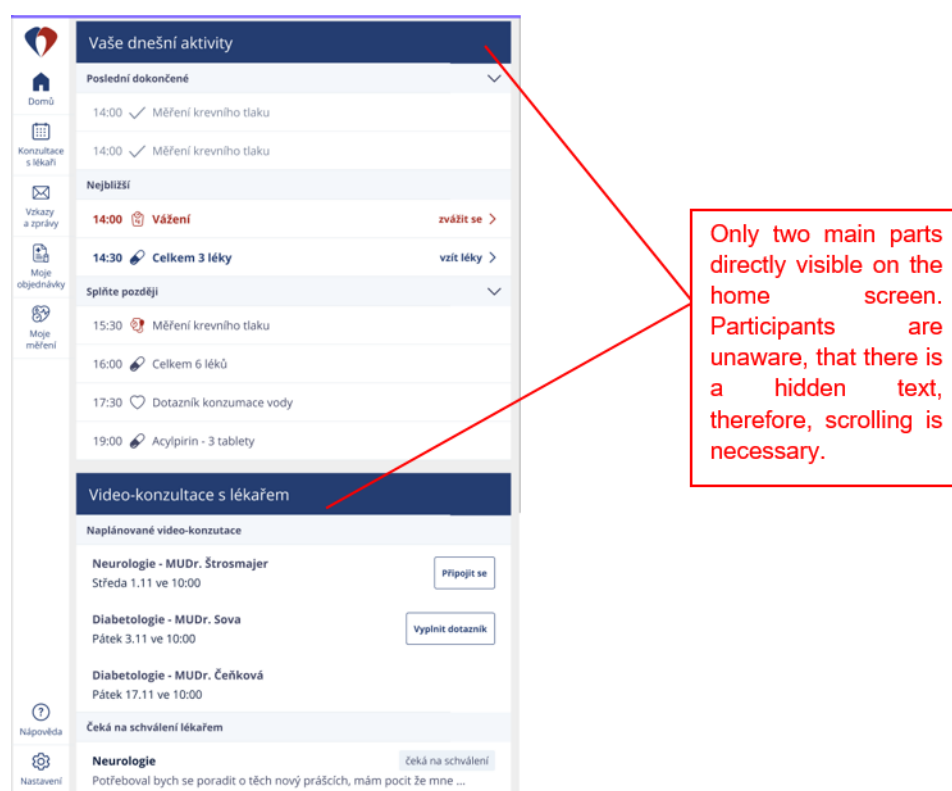 Vaše dnešní aktivity
Poslední dokončené
14:00 Měření krevního tlaku
14:00 Měření krevního tlaku
Nejbližší
14:00 Vážení zvážit se
14:30 Celkem 3 léky vzít léky
Splňte později
15:30 Měření krevního tlaku
16:00 Celkem 6 léků
17:30 Dotazník konzumace vody
19:00 Acylpirin - 3 tablety
Video-konzultace s lékařem
Naplánované video-konzutace
Neurologie - MUDr. Štrosmajer
Středa 1.11 ve 10:00
Připojit se
Diabetologie - MUDr. Sova
Pátek 3.11 ve 10:00
Vyplnit dotazník
Diabetologie - MUDr. Čeňková
Pátek 17.11 ve 10:00
Čeká na schválení lékařem
Neurologie čeká na schválení
Potřeboval bych se poradit o těch nový prášcích, mám pocit že mne ...
Domů
Konzultace
s lékaři
Vzkazy
a zprávy
Moje
objednávky
Moje
měření
Nápověda
Nastavení
Only two main parts
directly visible on the
home screen.
Participants are
unaware, that there is
a hidden text,
therefore, scrolling is
necessary.